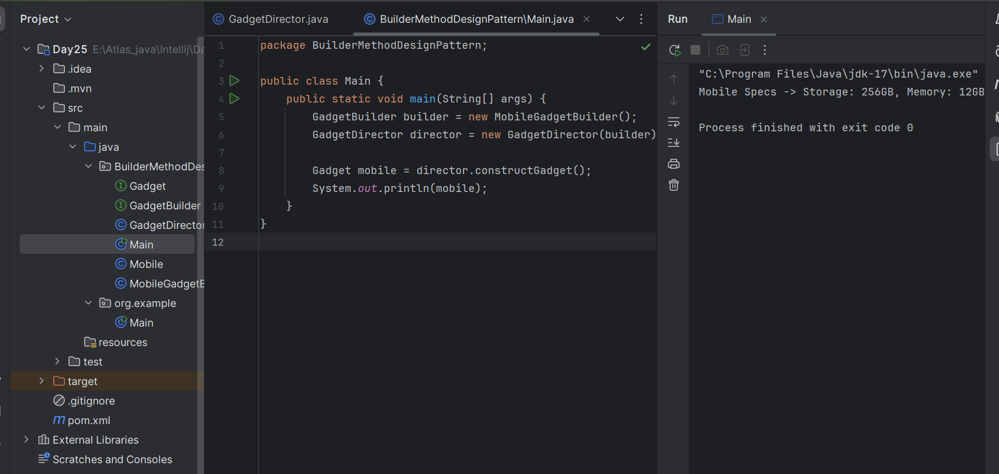 Project
Day25 E:\Atlas_java\Intellij\Da
.idea
.mvn
src
main
java
BuilderMethodDes
Gadget
GadgetBuilder
GadgetDirector
Main
Mobile
MobileGadgetB
org.example
Main
resources
test
target
.gitignore
pom.xml
External Libraries
Scratches and Consoles
GadgetDirector.java
BuilderMethodDesignPattern\Main.java
1 package BuilderMethodDesignPattern;
2
3 public class Main {
4 public static void main(String[] args) {
5 GadgetBuilder builder = new MobileGadgetBuilder();
6 GadgetDirector director = new GadgetDirector(builder)
7
8 Gadget mobile = director.constructGadget();
9 System.out.println(mobile);
10 }
11 }
12
Run
Main
"C:\Program Files\Java\jdk-17\bin\java.exe"
Mobile Specs -> Storage: 256GB, Memory: 12GB
Process finished with exit code 0